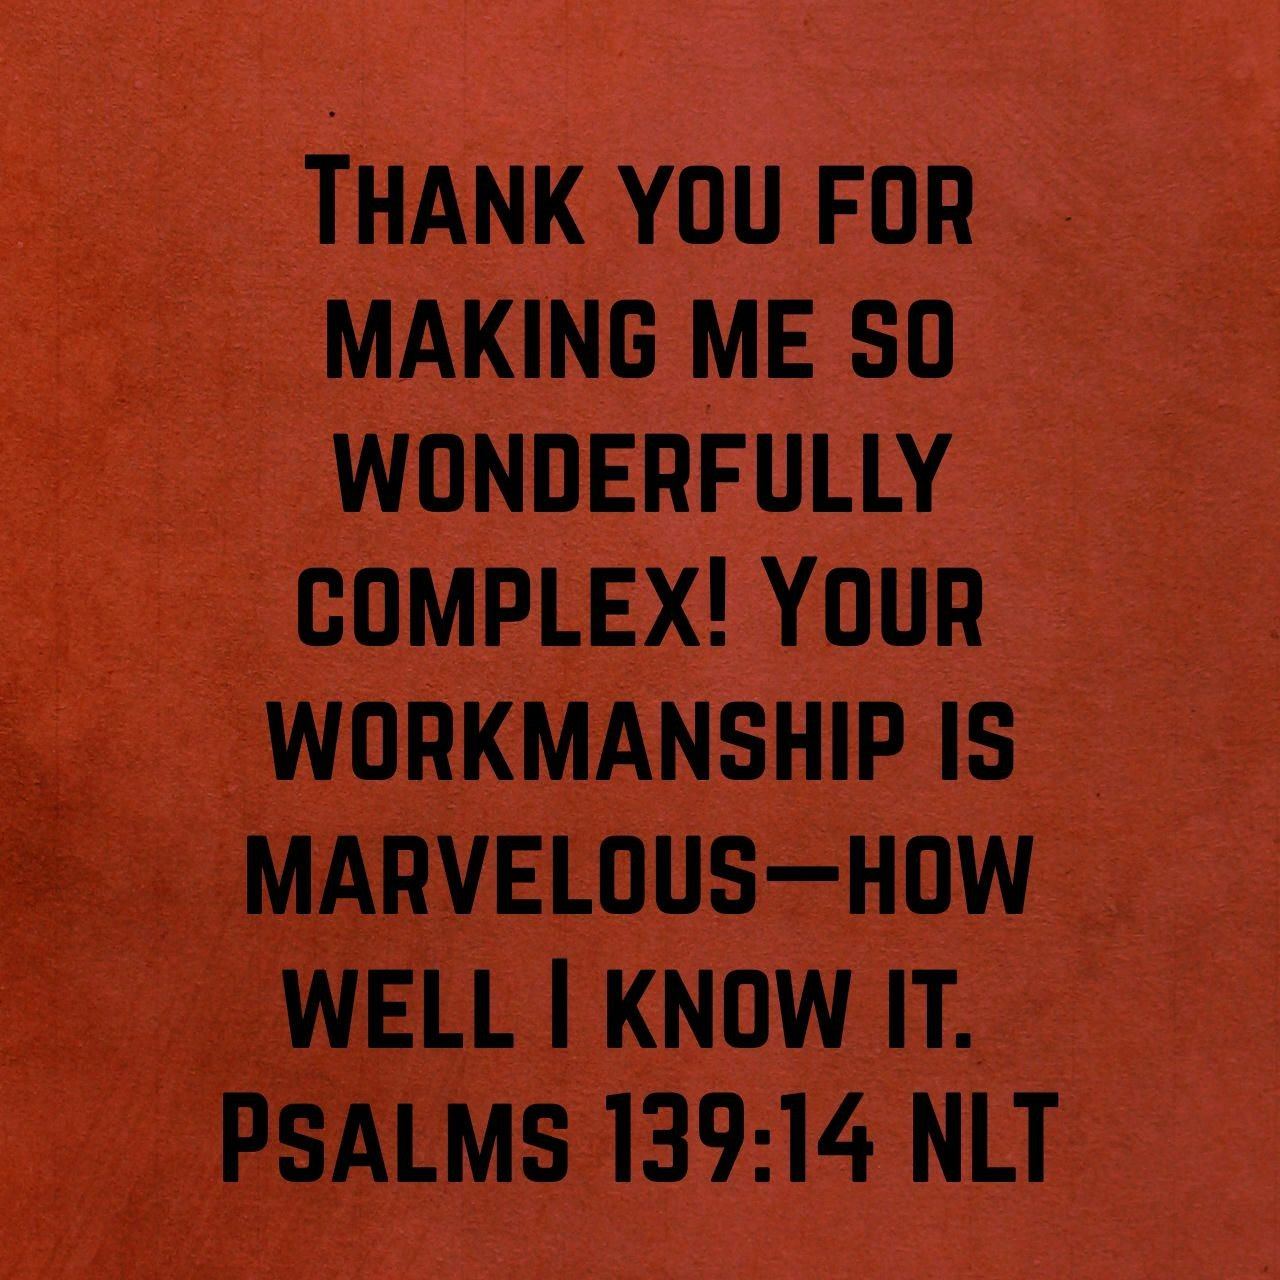 Thank you for
making me so
wonderfully
complex! Your
workmanship is
marvelous—how
well I know it.
Psalms 139:14 NLT